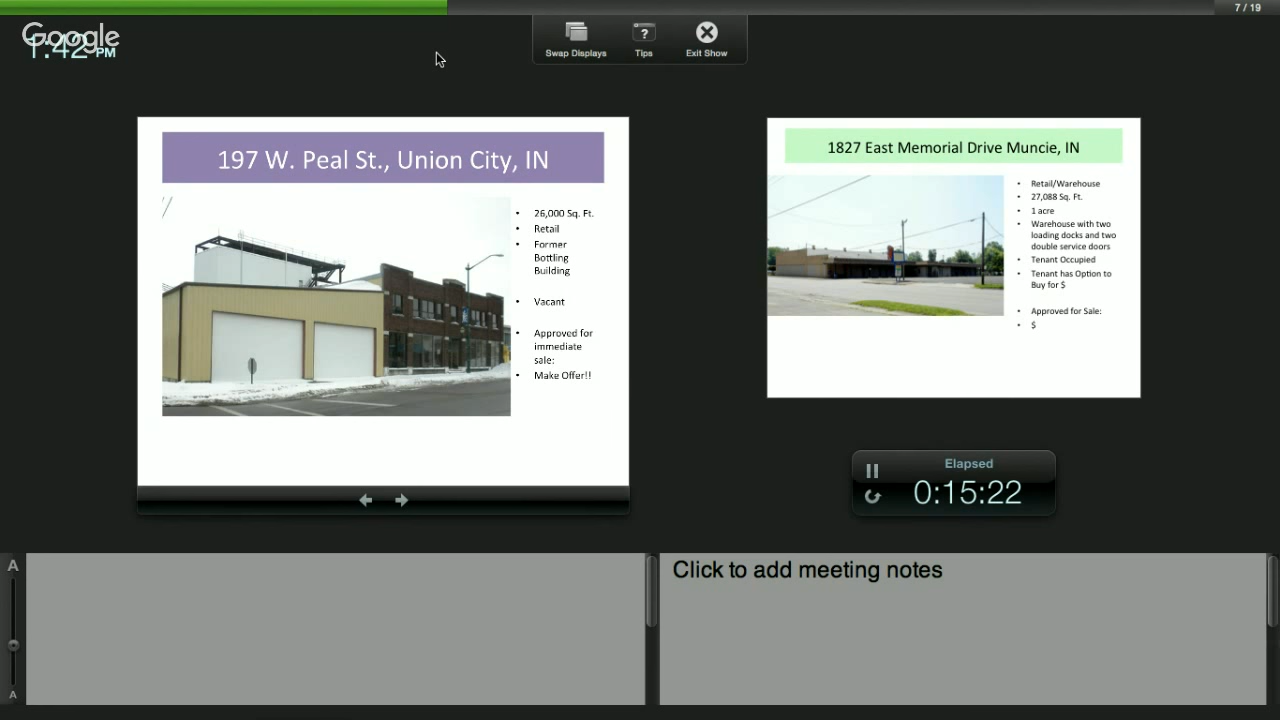 7 / 19
Google
1:42 PM
Swap Displays
Tips
Exit Show
197 W. Peal St., Union City, IN
• 26,000 Sq. Ft.
• Retail
• Former
Bottling
Building
• Vacant
• Approved for
immediate
sale:
• Make Offer!!
1827 East Memorial Drive Muncie, IN
• Retail/Warehouse
• 27,088 Sq. Ft.
• 1 acre
• Warehouse with two
loading docks and two
double service doors
• Tenant Occupied
• Tenant has Option to
Buy for $
• Approved for Sale:
• $
Elapsed
0:15:22
A
A
Click to add meeting notes